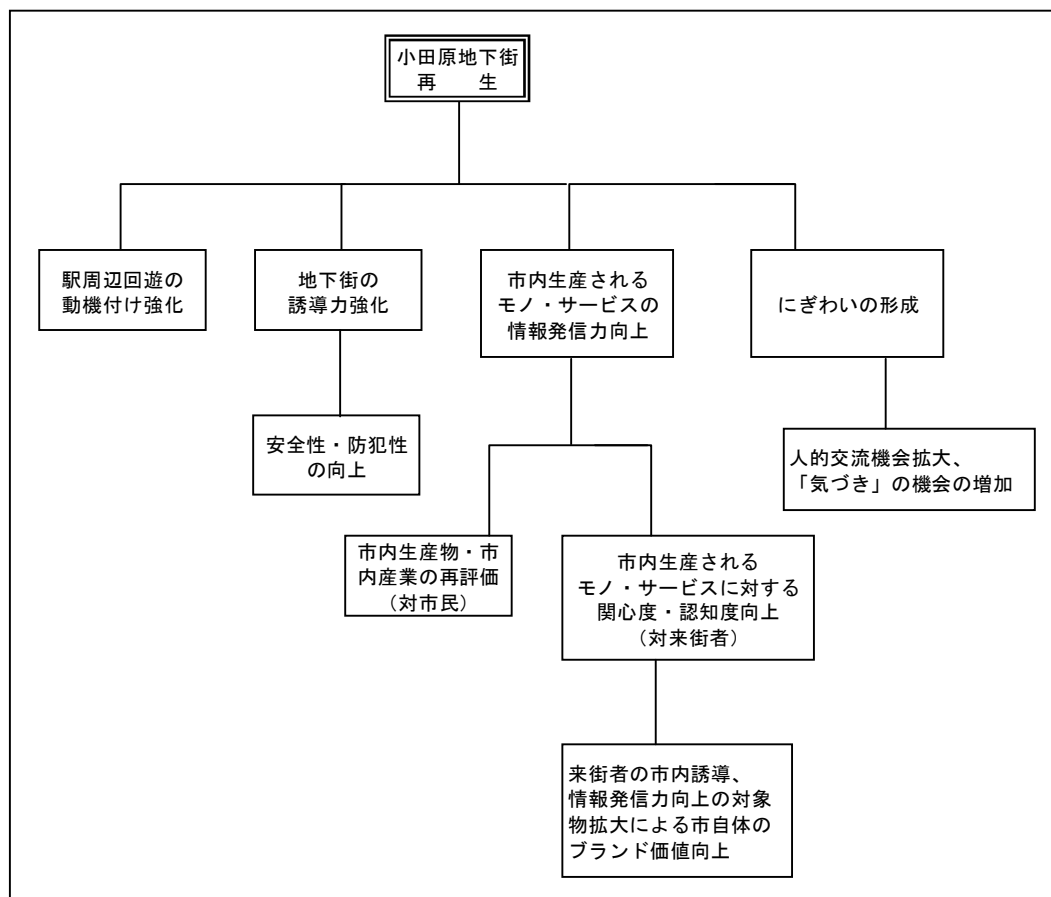 小田原地下街
再　　生
駅周辺回遊の
動機付け強化
地下街の
誘導力強化
市内生産される
モノ・サービスの
情報発信力向上
にぎわいの形成
安全性・防犯性
の向上
人的交流機会拡大、
「気づき」の機会の増加
市内生産物・市
内産業の再評価
（対市民）
市内生産される
モノ・サービスに対する
関心度・認知度向上
（対来街者）
来街者の市内誘導、
情報発信力向上の対象
物拡大による市自体の
ブランド価値向上